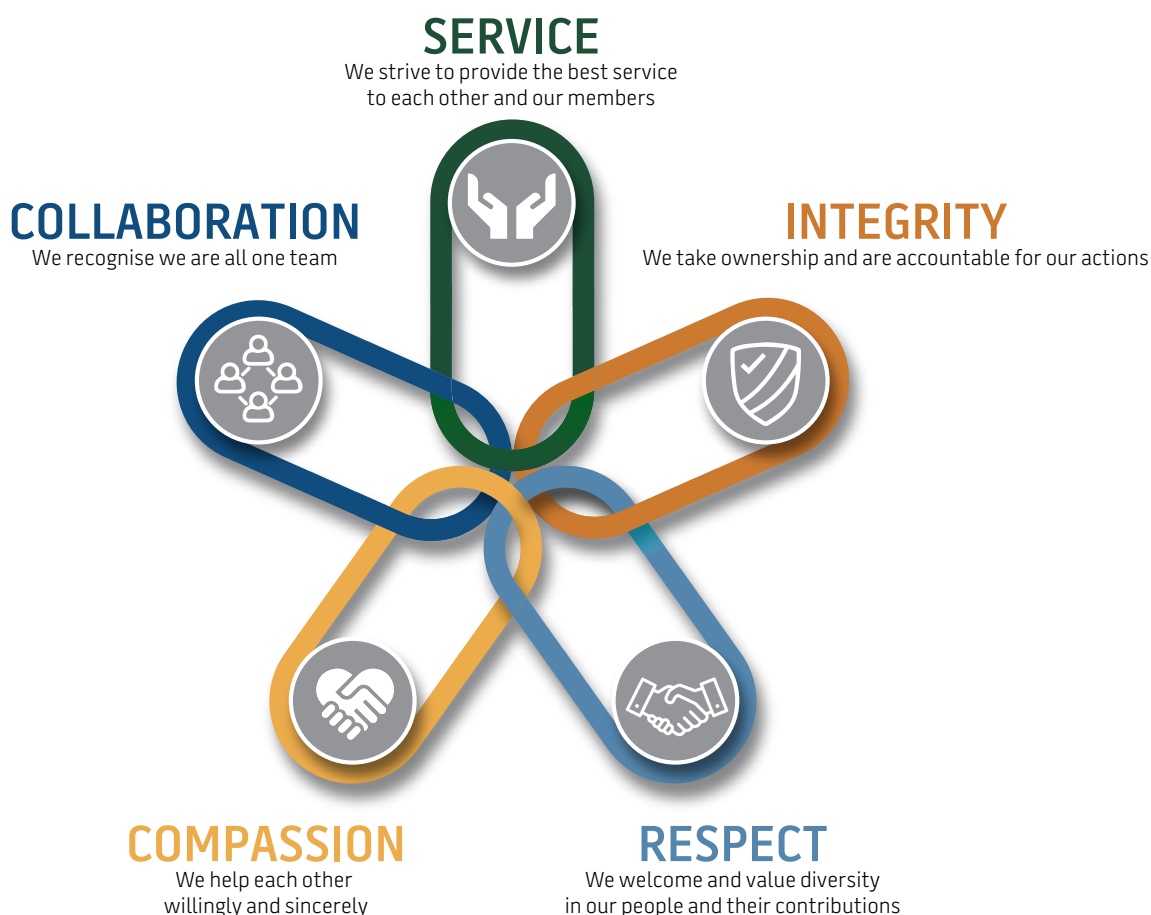 SERVICE
We strive to provide the best service
to each other and our members
COLLABORATION
We recognise we are all one team
INTEGRITY
We take ownership and are accountable for our actions
COMPASSION
We help each other
willingly and sincerely
RESPECT
We welcome and value diversity
in our people and their contributions